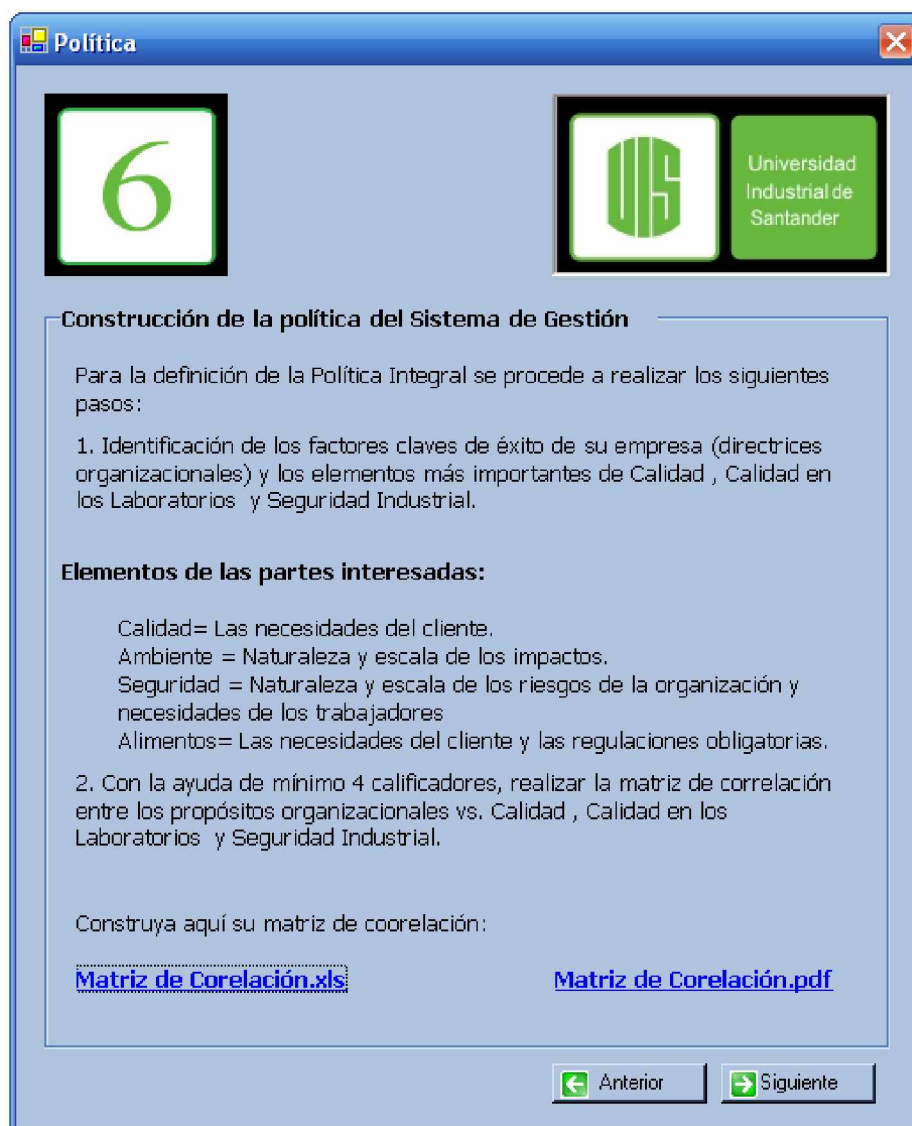 Política
6
UIS
Universidad
Industrial de
Santander
Construcción de la política del Sistema de Gestión
Para la definición de la Política Integral se procede a realizar los siguientes
pasos:
1. Identificación de los factores claves de éxito de su empresa (directrices
organizacionales) y los elementos más importantes de Calidad , Calidad en
los Laboratorios  y Seguridad Industrial.
Elementos de las partes interesadas:
Calidad= Las necesidades del cliente.
Ambiente = Naturaleza y escala de los impactos.
Seguridad = Naturaleza y escala de los riesgos de la organización y
necesidades de los trabajadores
Alimentos= Las necesidades del cliente y las regulaciones obligatorias.
2. Con la ayuda de mínimo 4 calificadores, realizar la matriz de correlación
entre los propósitos organizacionales vs. Calidad , Calidad en los
Laboratorios  y Seguridad Industrial.
Construya aquí su matriz de coorelación:
Matriz de Corelación.xls
Matriz de Corelación.pdf
Anterior
Siguiente